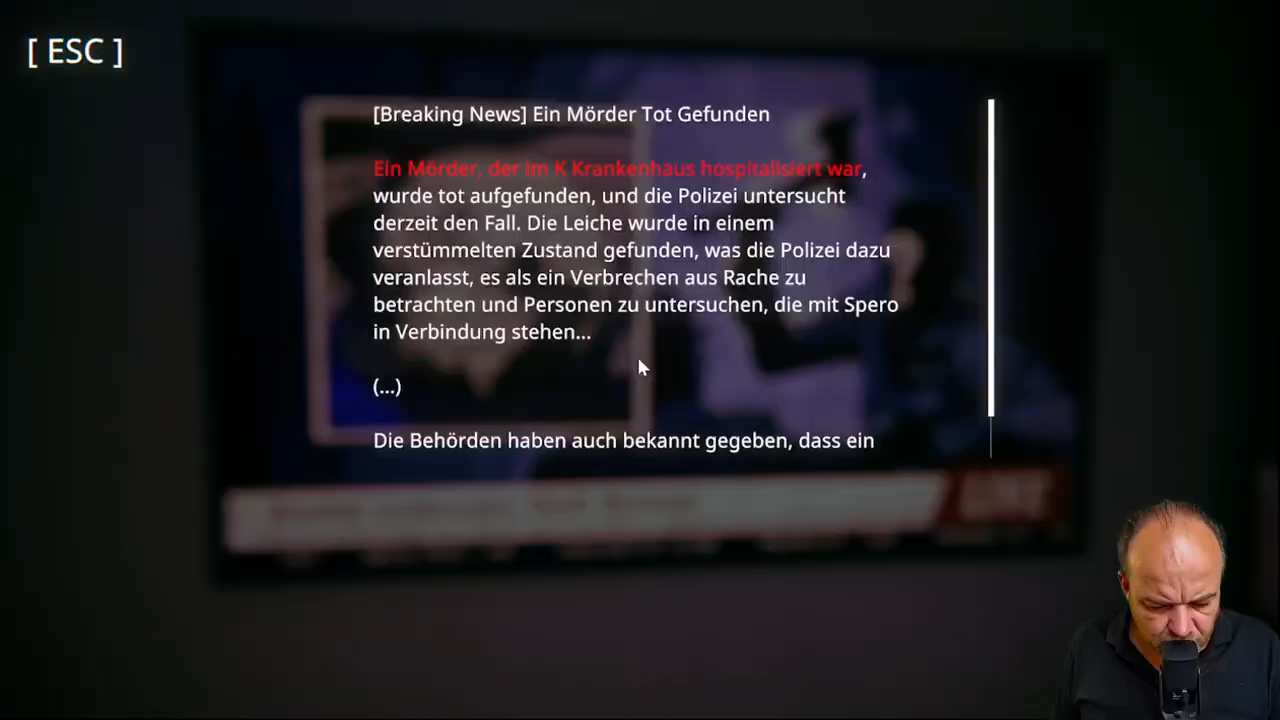 [ ESC ]
[Breaking News] Ein Mörder Tot Gefunden
Ein Mörder, der im K Krankenhaus hospitalisiert war,
wurde tot aufgefunden, und die Polizei untersucht
derzeit den Fall. Die Leiche wurde in einem
verstümmelten Zustand gefunden, was die Polizei dazu
veranlasst, es als ein Verbrechen aus Rache zu
betrachten und Personen zu untersuchen, die mit Spero
in Verbindung stehen...
(...)
Die Behörden haben auch bekannt gegeben, dass ein
LIVE